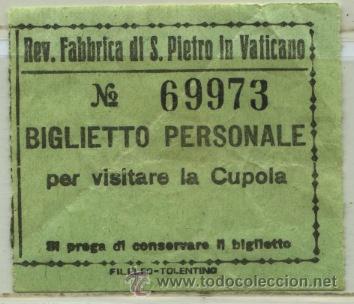 Rev. Fabbrica di S. Pietro in Vaticano
№ 69973
BIGLIETTO PERSONALE
per visitare la Cupola
Si prega di conservare il biglietto
FILELFO-TOLENTINO
todocoleccion
www.todocoleccion.net